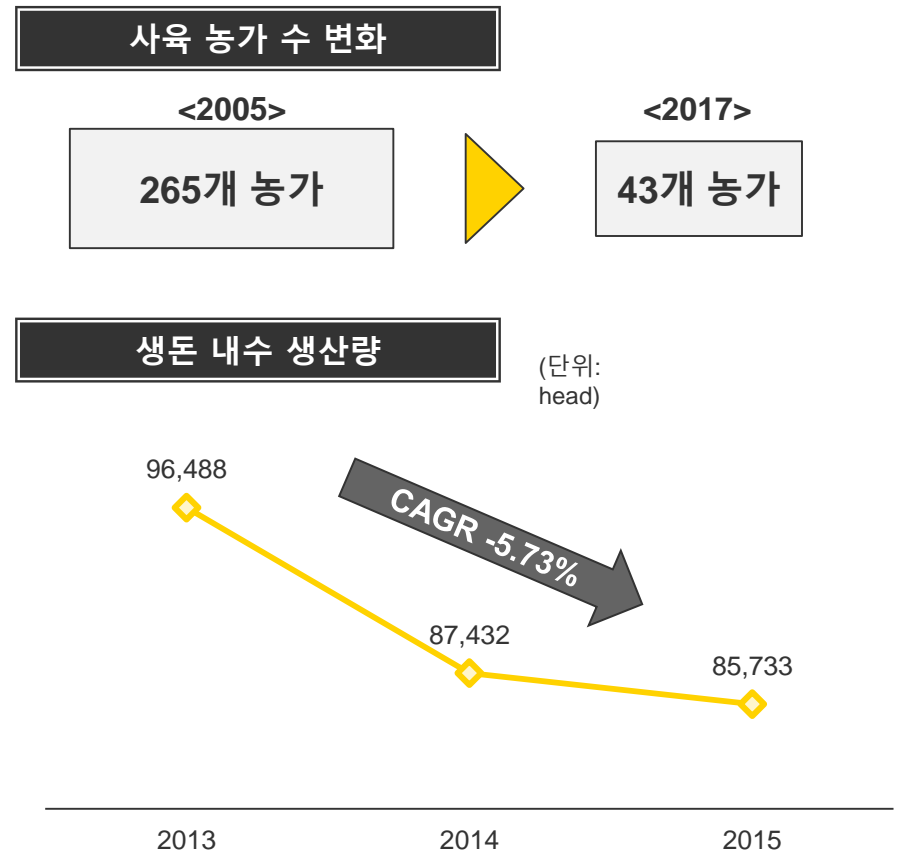 사육 농가 수 변화
<2005>
<2017>
265개 농가
43개 농가
생돈 내수 생산량
(단위:
head)
96,488
CAGR -5.73%
87,432
85,733
2013
2014
2015